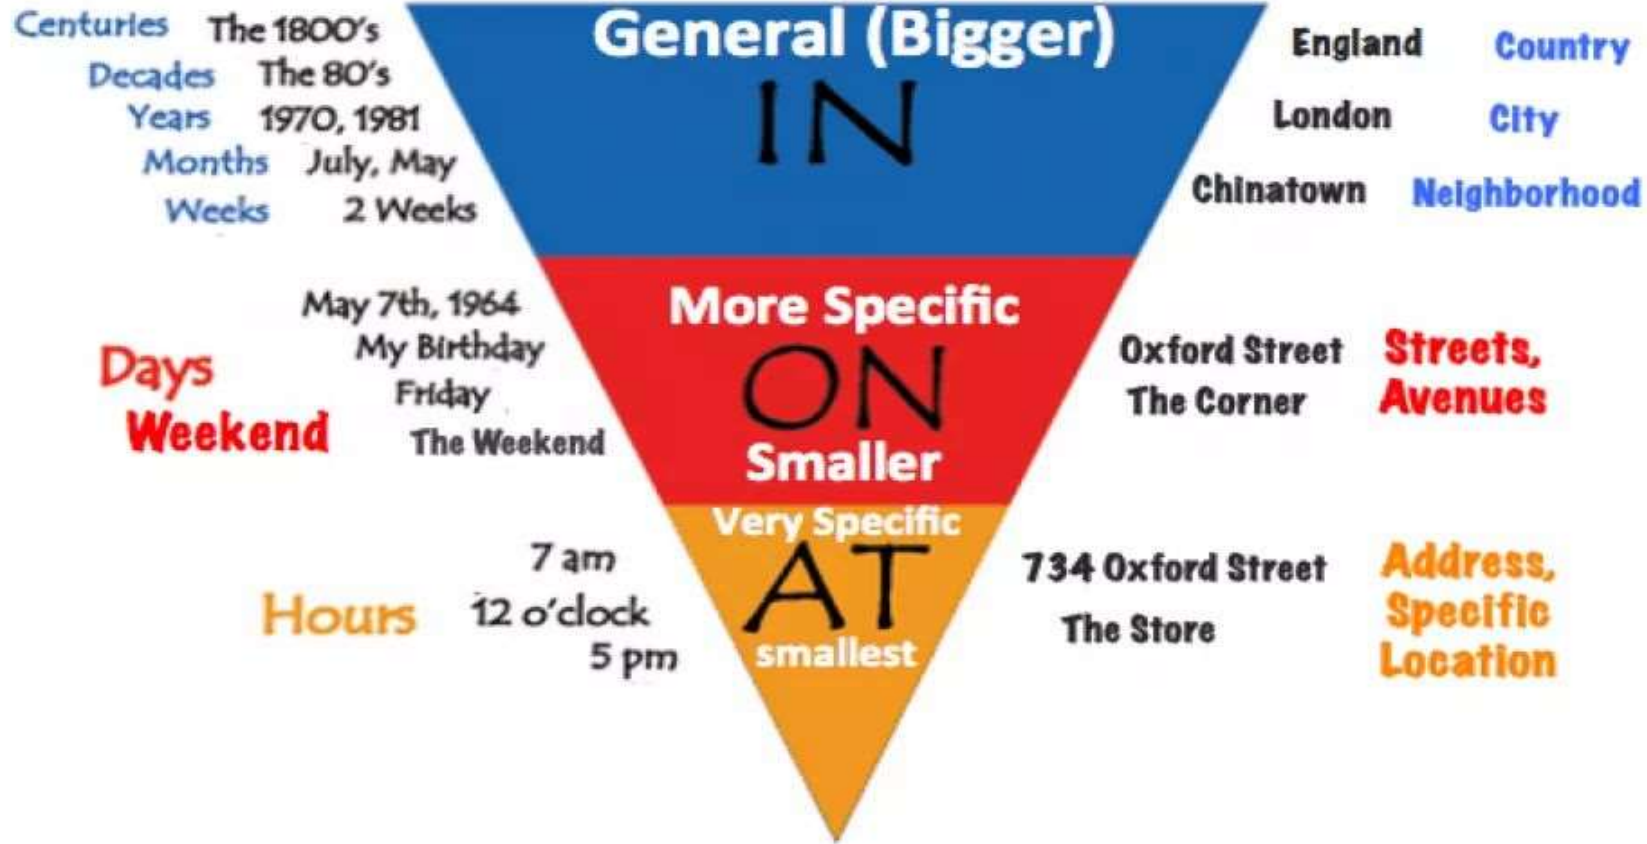 Centuries The 1800's
Decades The 80's
Years 1970, 1981
Months July, May
Weeks 2 Weeks
General (Bigger)
IN
England Country
London City
Chinatown Neighborhood
May 7th, 1964
My Birthday
Days
Friday
Weekend
The Weekend
More Specific
ON
Smaller
Oxford Street
The Corner
Streets,
Avenues
7 am
Hours 12 o'clock
5 pm
Very Specific
AT
smallest
734 Oxford Street
The Store
Address,
Specific
Location